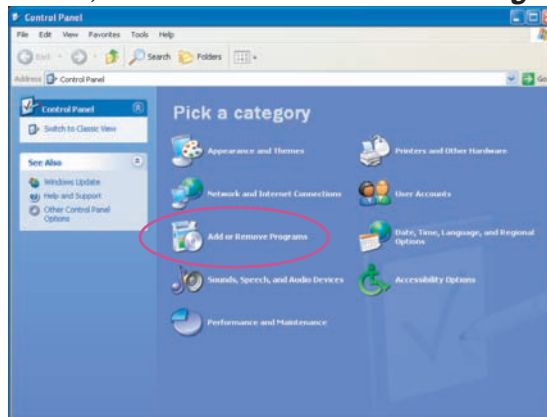 Control Panel
File Edit View Favorites Tools Help
Back Search Folders
Address Control Panel Go
Control Panel
Switch to Classic View
See Also
Windows Update
Help and Support
Other Control Panel
Options
Pick a category
Appearance and Themes
Printers and Other Hardware
Network and Internet Connections
User Accounts
Add or Remove Programs
Date, Time, Language, and Regional
Options
Sounds, Speech, and Audio Devices
Accessibility Options
Performance and Maintenance